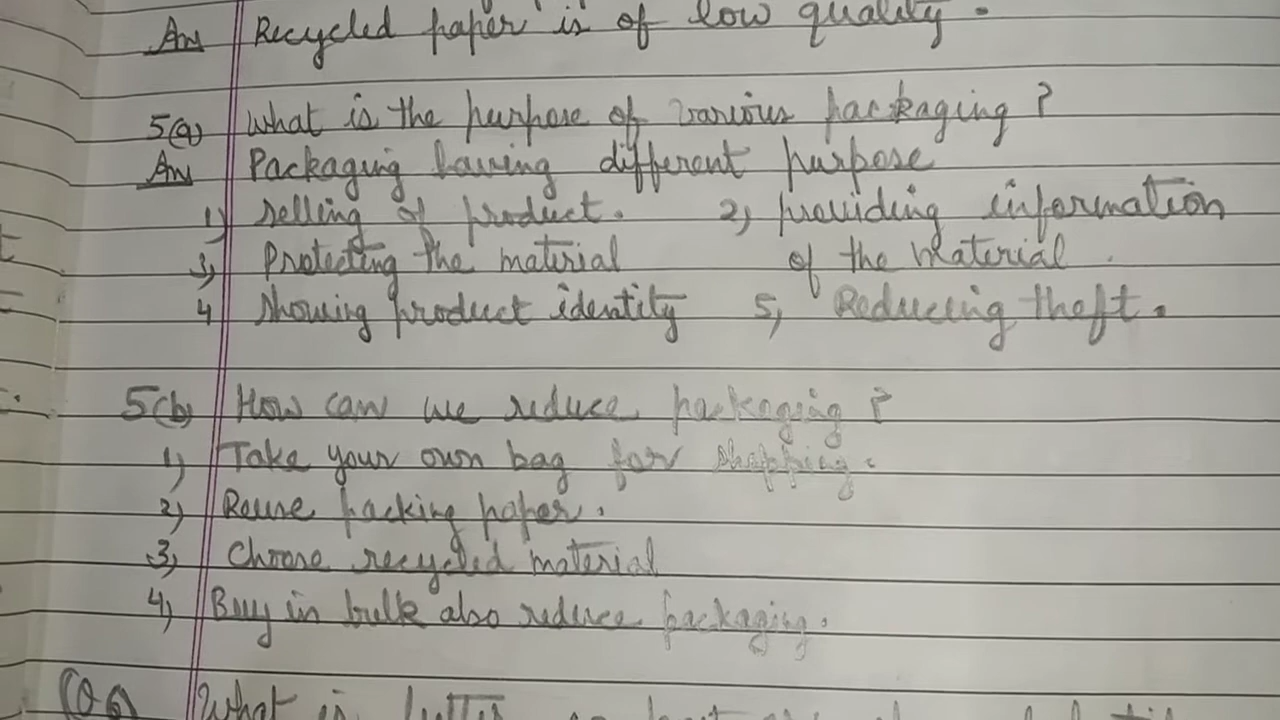 Ans Recycled paper is of low quality.
5(a) What is the purpose of various packaging?
Ans Packaging having different purpose
1) selling of product. 2) providing information
3) Protecting the material of the material.
4 showing product identity 5, Reducing theft.
5(b) How can we reduce packaging?
1) Take your own bag for shopping.
2) Reuse packing paper.
3) Choose recycled material
4) Buy in bulk also reduce packaging.
(Q6) What is